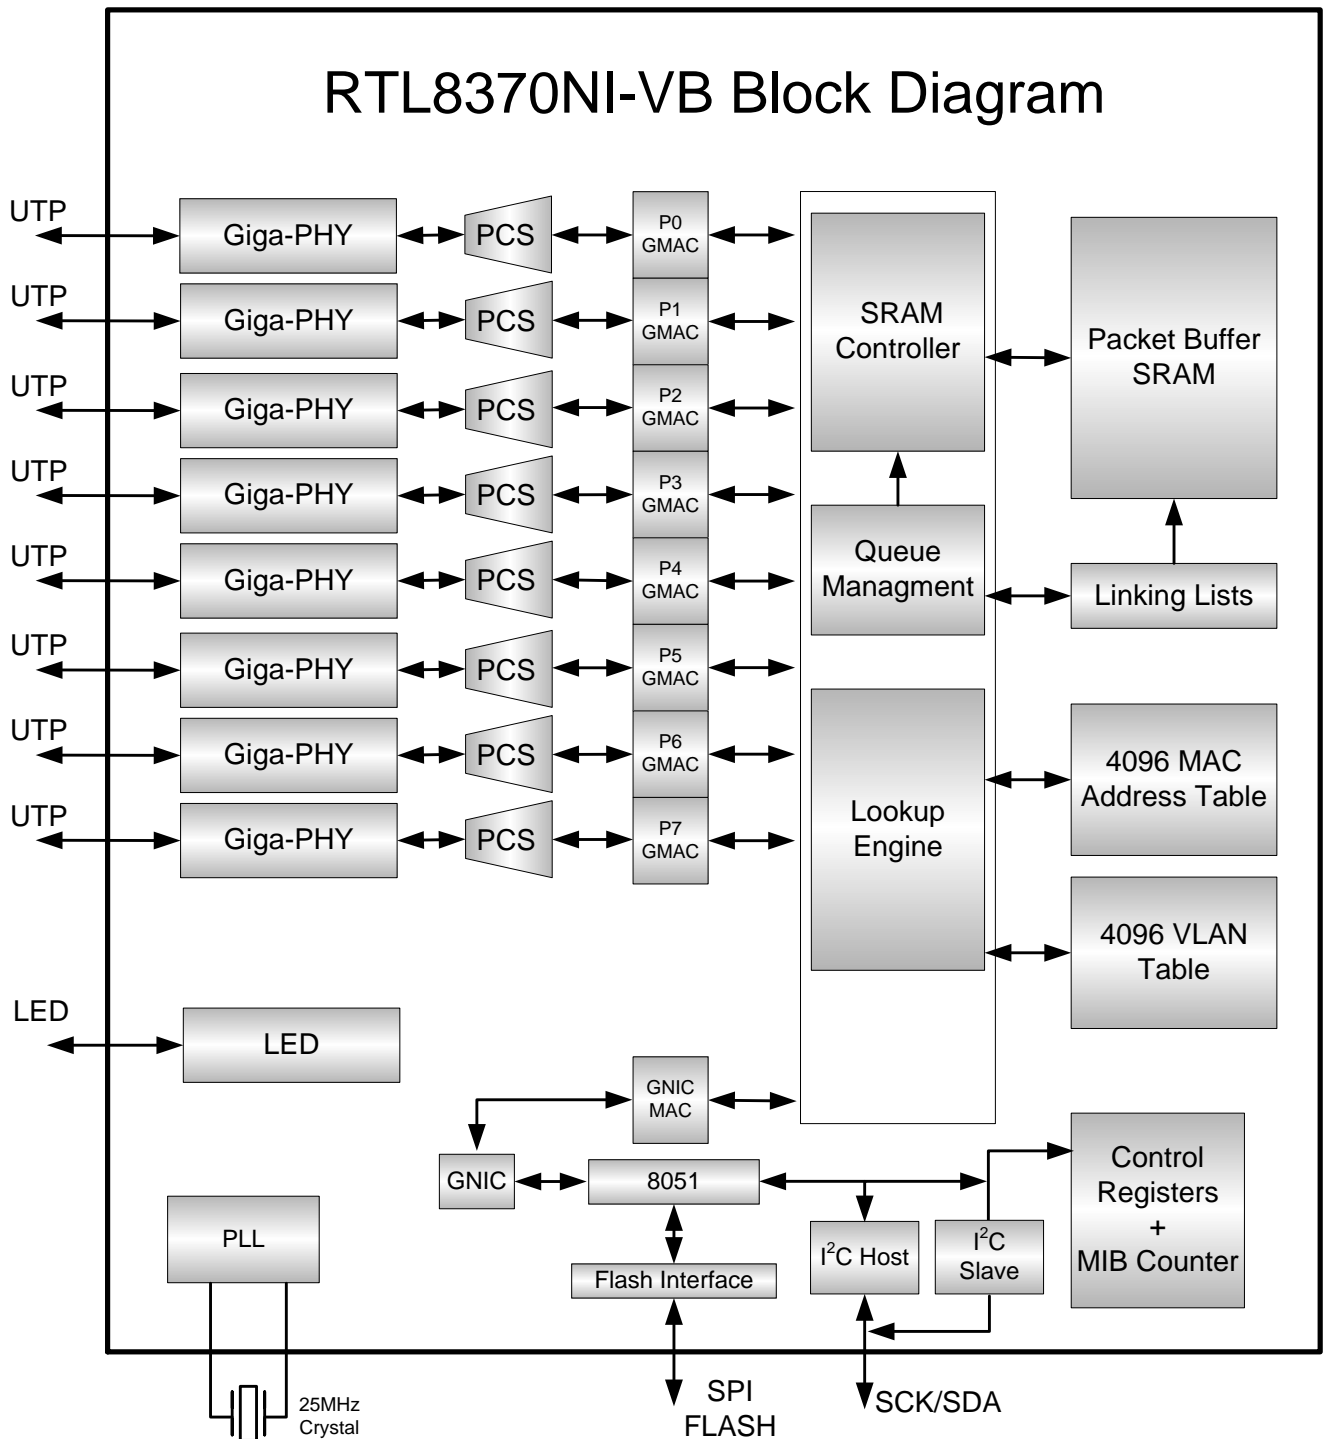 RTL8370NI-VB Block Diagram
UTP
Giga-PHY
PCS
P0
GMAC
UTP
Giga-PHY
PCS
P1
GMAC
UTP
Giga-PHY
PCS
P2
GMAC
UTP
Giga-PHY
PCS
P3
GMAC
UTP
Giga-PHY
PCS
P4
GMAC
UTP
Giga-PHY
PCS
P5
GMAC
UTP
Giga-PHY
PCS
P6
GMAC
UTP
Giga-PHY
PCS
P7
GMAC
SRAM
Controller
Packet Buffer
SRAM
Queue
Managment
Linking Lists
Lookup
Engine
4096 MAC
Address Table
4096 VLAN
Table
LED
LED
GNIC
MAC
GNIC
8051
Flash Interface
I²C Host
I²C
Slave
Control
Registers
+
MIB Counter
PLL
25MHz
Crystal
SPI
FLASH
SCK/SDA